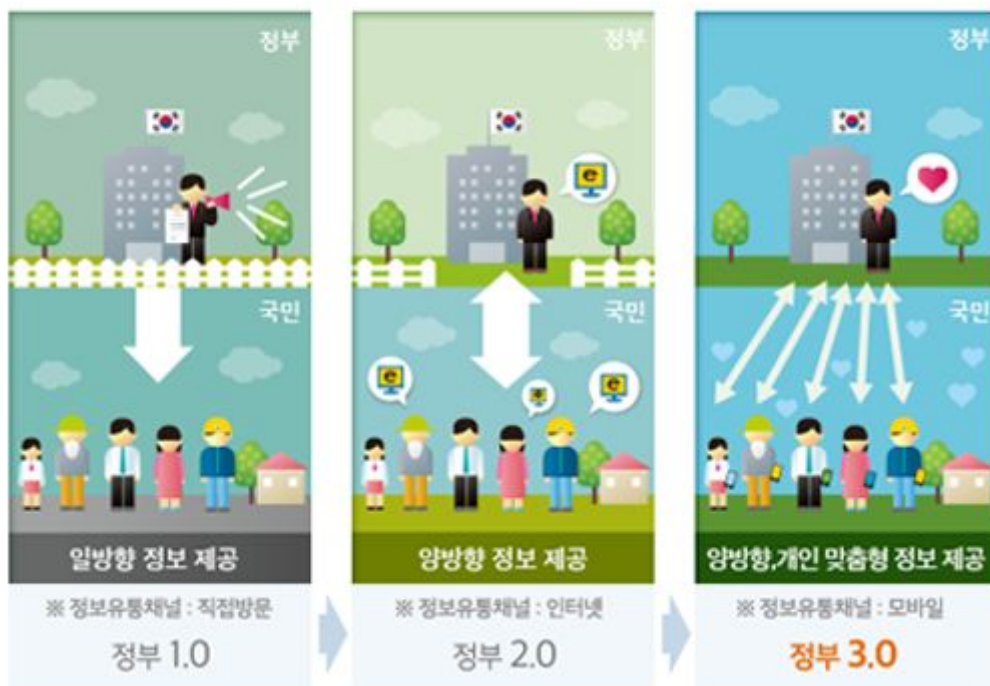 정부
국민
일방향 정보 제공
※ 정보유통채널 : 직접방문
정부 1.0
정부
e
국민
e
e
e
양방향 정보 제공
※ 정보유통채널 : 인터넷
정부 2.0
정부
국민
양방향,개인 맞춤형 정보 제공
※ 정보유통채널 : 모바일
정부 3.0